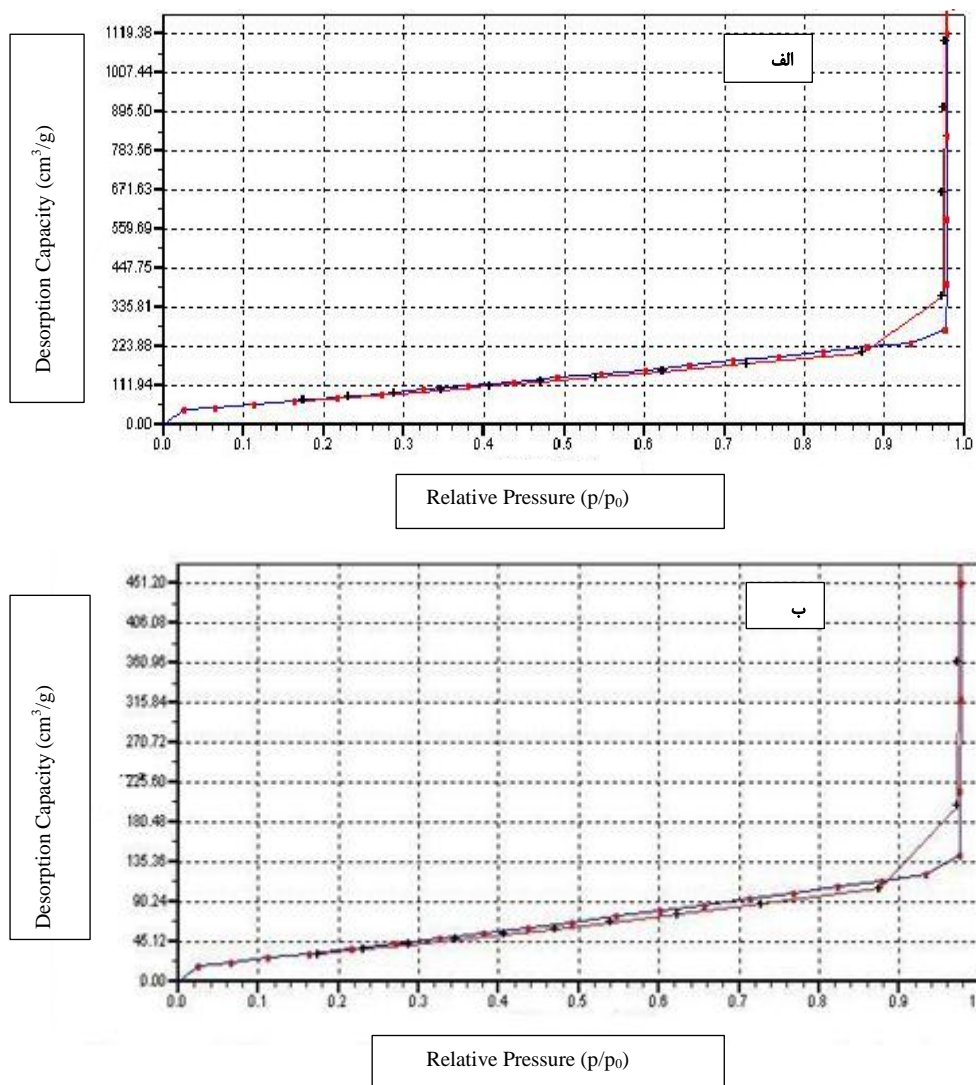 Desorption Capacity (cm³/g)
1119.38
1007.44
895.50
783.56
671.63
559.69
447.75
335.81
223.88
111.94
0.00
الف
0.0 0.1 0.2 0.3 0.4 0.5 0.6 0.7 0.8 0.9 1.0
Relative Pressure (p/p₀)
Desorption Capacity (cm³/g)
461.20
406.08
360.96
315.84
270.72
225.60
180.48
135.36
90.24
45.12
0.00
ب
0.0 0.1 0.2 0.3 0.4 0.5 0.6 0.7 0.8 0.9 1
Relative Pressure (p/p₀)